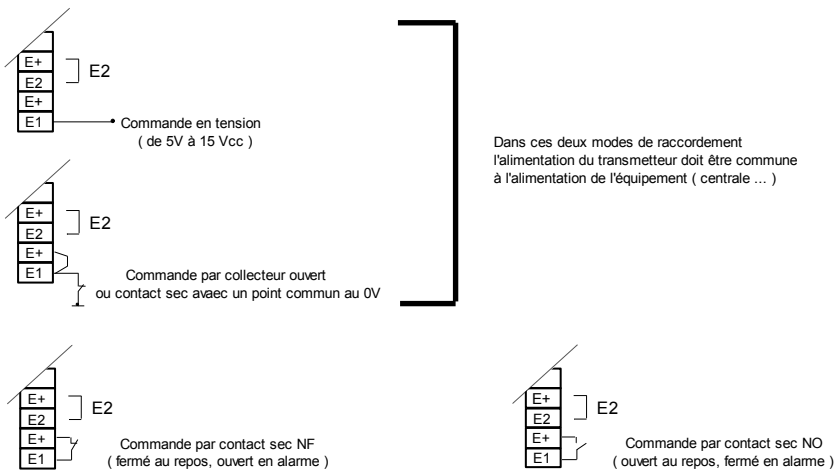 E+
E2
E2
E+
E1
Commande en tension
( de 5V à 15 Vcc )
Dans ces deux modes de raccordement
l'alimentation du transmetteur doit être commune
à l'alimentation de l'équipement ( centrale ... )
E+
E2
E2
E+
E1
Commande par collecteur ouvert
ou contact sec avaec un point commun au 0V
E+
E2
E2
E+
E1
Commande par contact sec NF
( fermé au repos, ouvert en alarme )
E+
E2
E2
E+
E1
Commande par contact sec NO
( ouvert au repos, fermé en alarme )